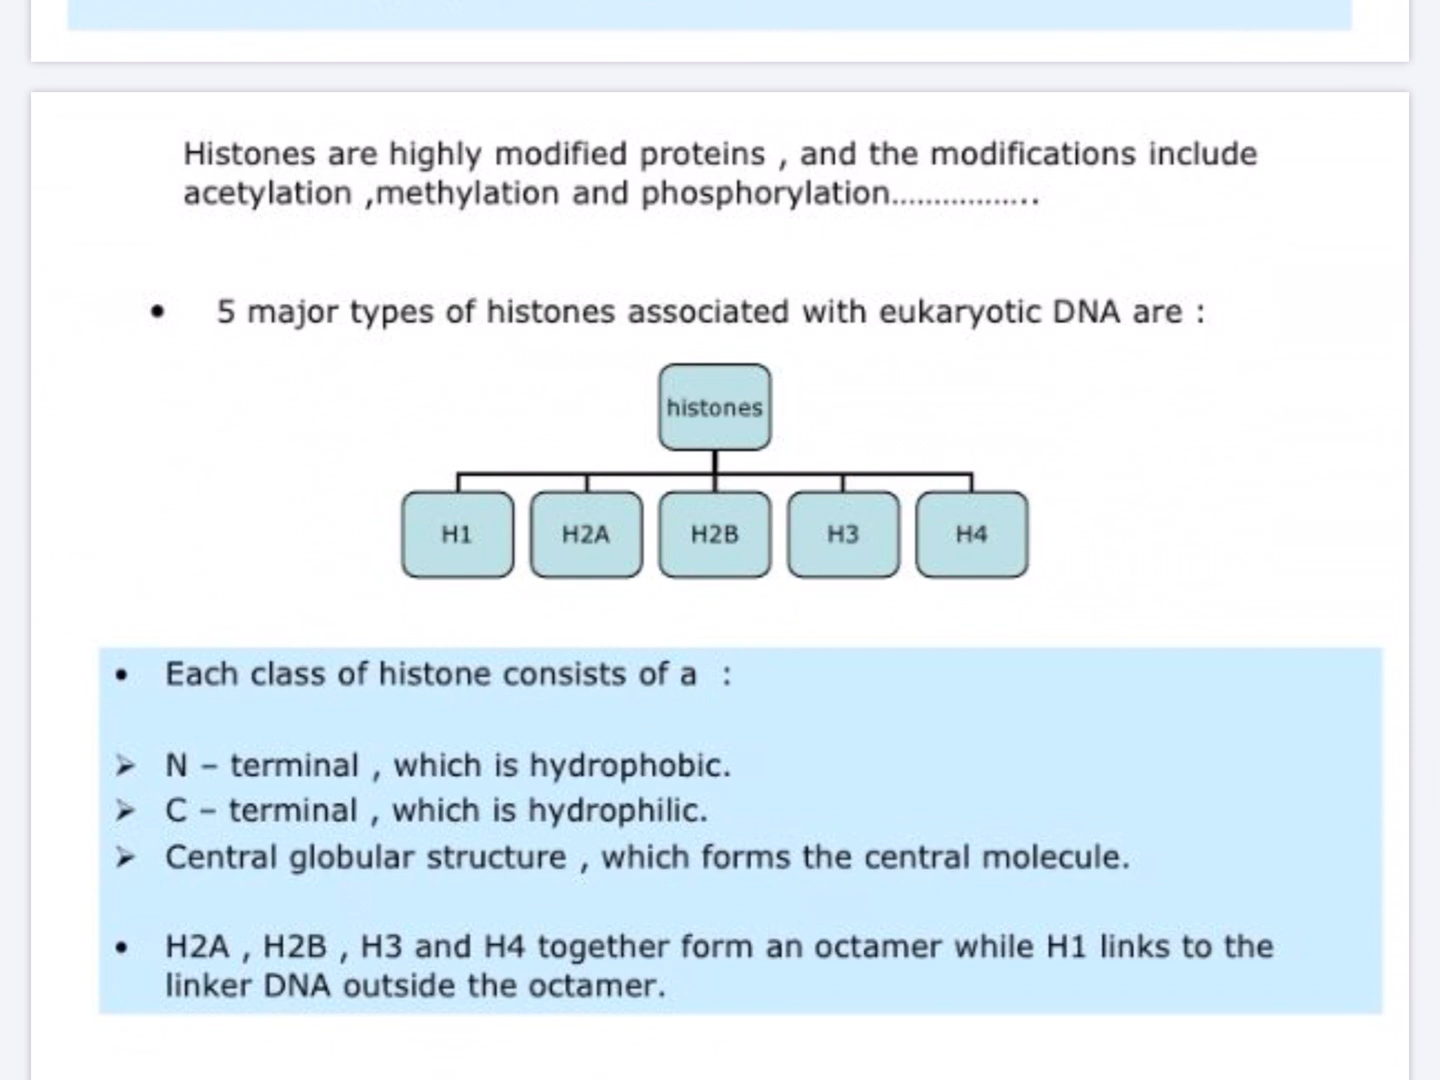 Histones are highly modified proteins , and the modifications include
acetylation ,methylation and phosphorylation.................
• 5 major types of histones associated with eukaryotic DNA are :
histones
H1
H2A
H2B
H3
H4
• Each class of histone consists of a :
➢ N – terminal , which is hydrophobic.
➢ C – terminal , which is hydrophilic.
➢ Central globular structure , which forms the central molecule.
• H2A , H2B , H3 and H4 together form an octamer while H1 links to the
linker DNA outside the octamer.